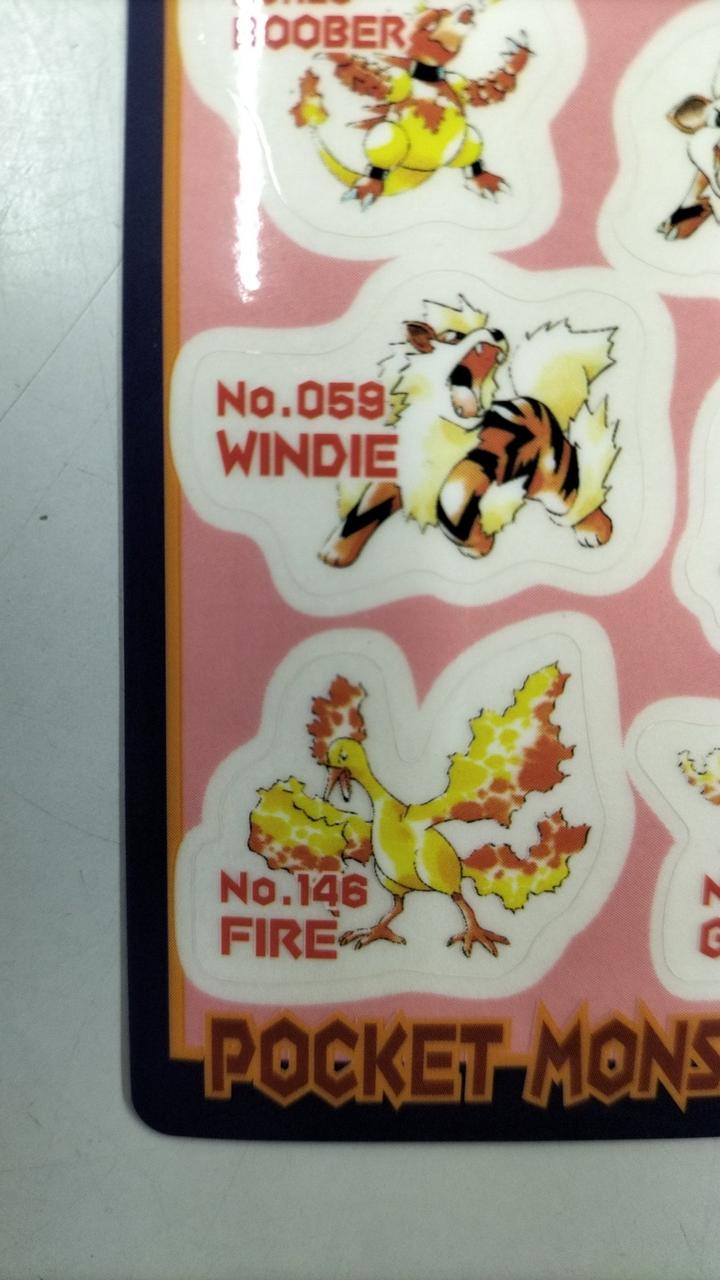 BOOBER
No.059
WINDIE
No.146
FIRE
POCKET MONS